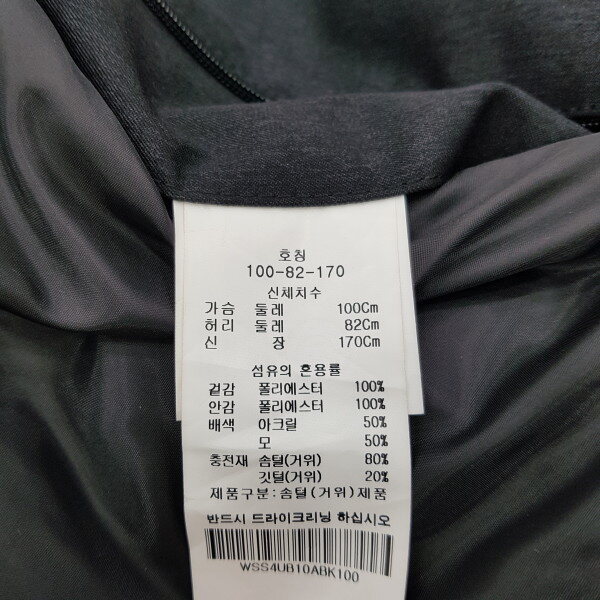 호칭
100-82-170
신체치수
가슴 둘레 100Cm
허리 둘레 82Cm
신 장 170Cm
섬유의 혼용률
겉감 폴리에스터 100%
안감 폴리에스터 100%
배색 아크릴 50%
모 50%
충전재 솜털(거위) 80%
깃털(거위) 20%
제품구분:솜털(거위)제품
반드시 드라이크리닝 하십시오
WSS4UB10ABK100